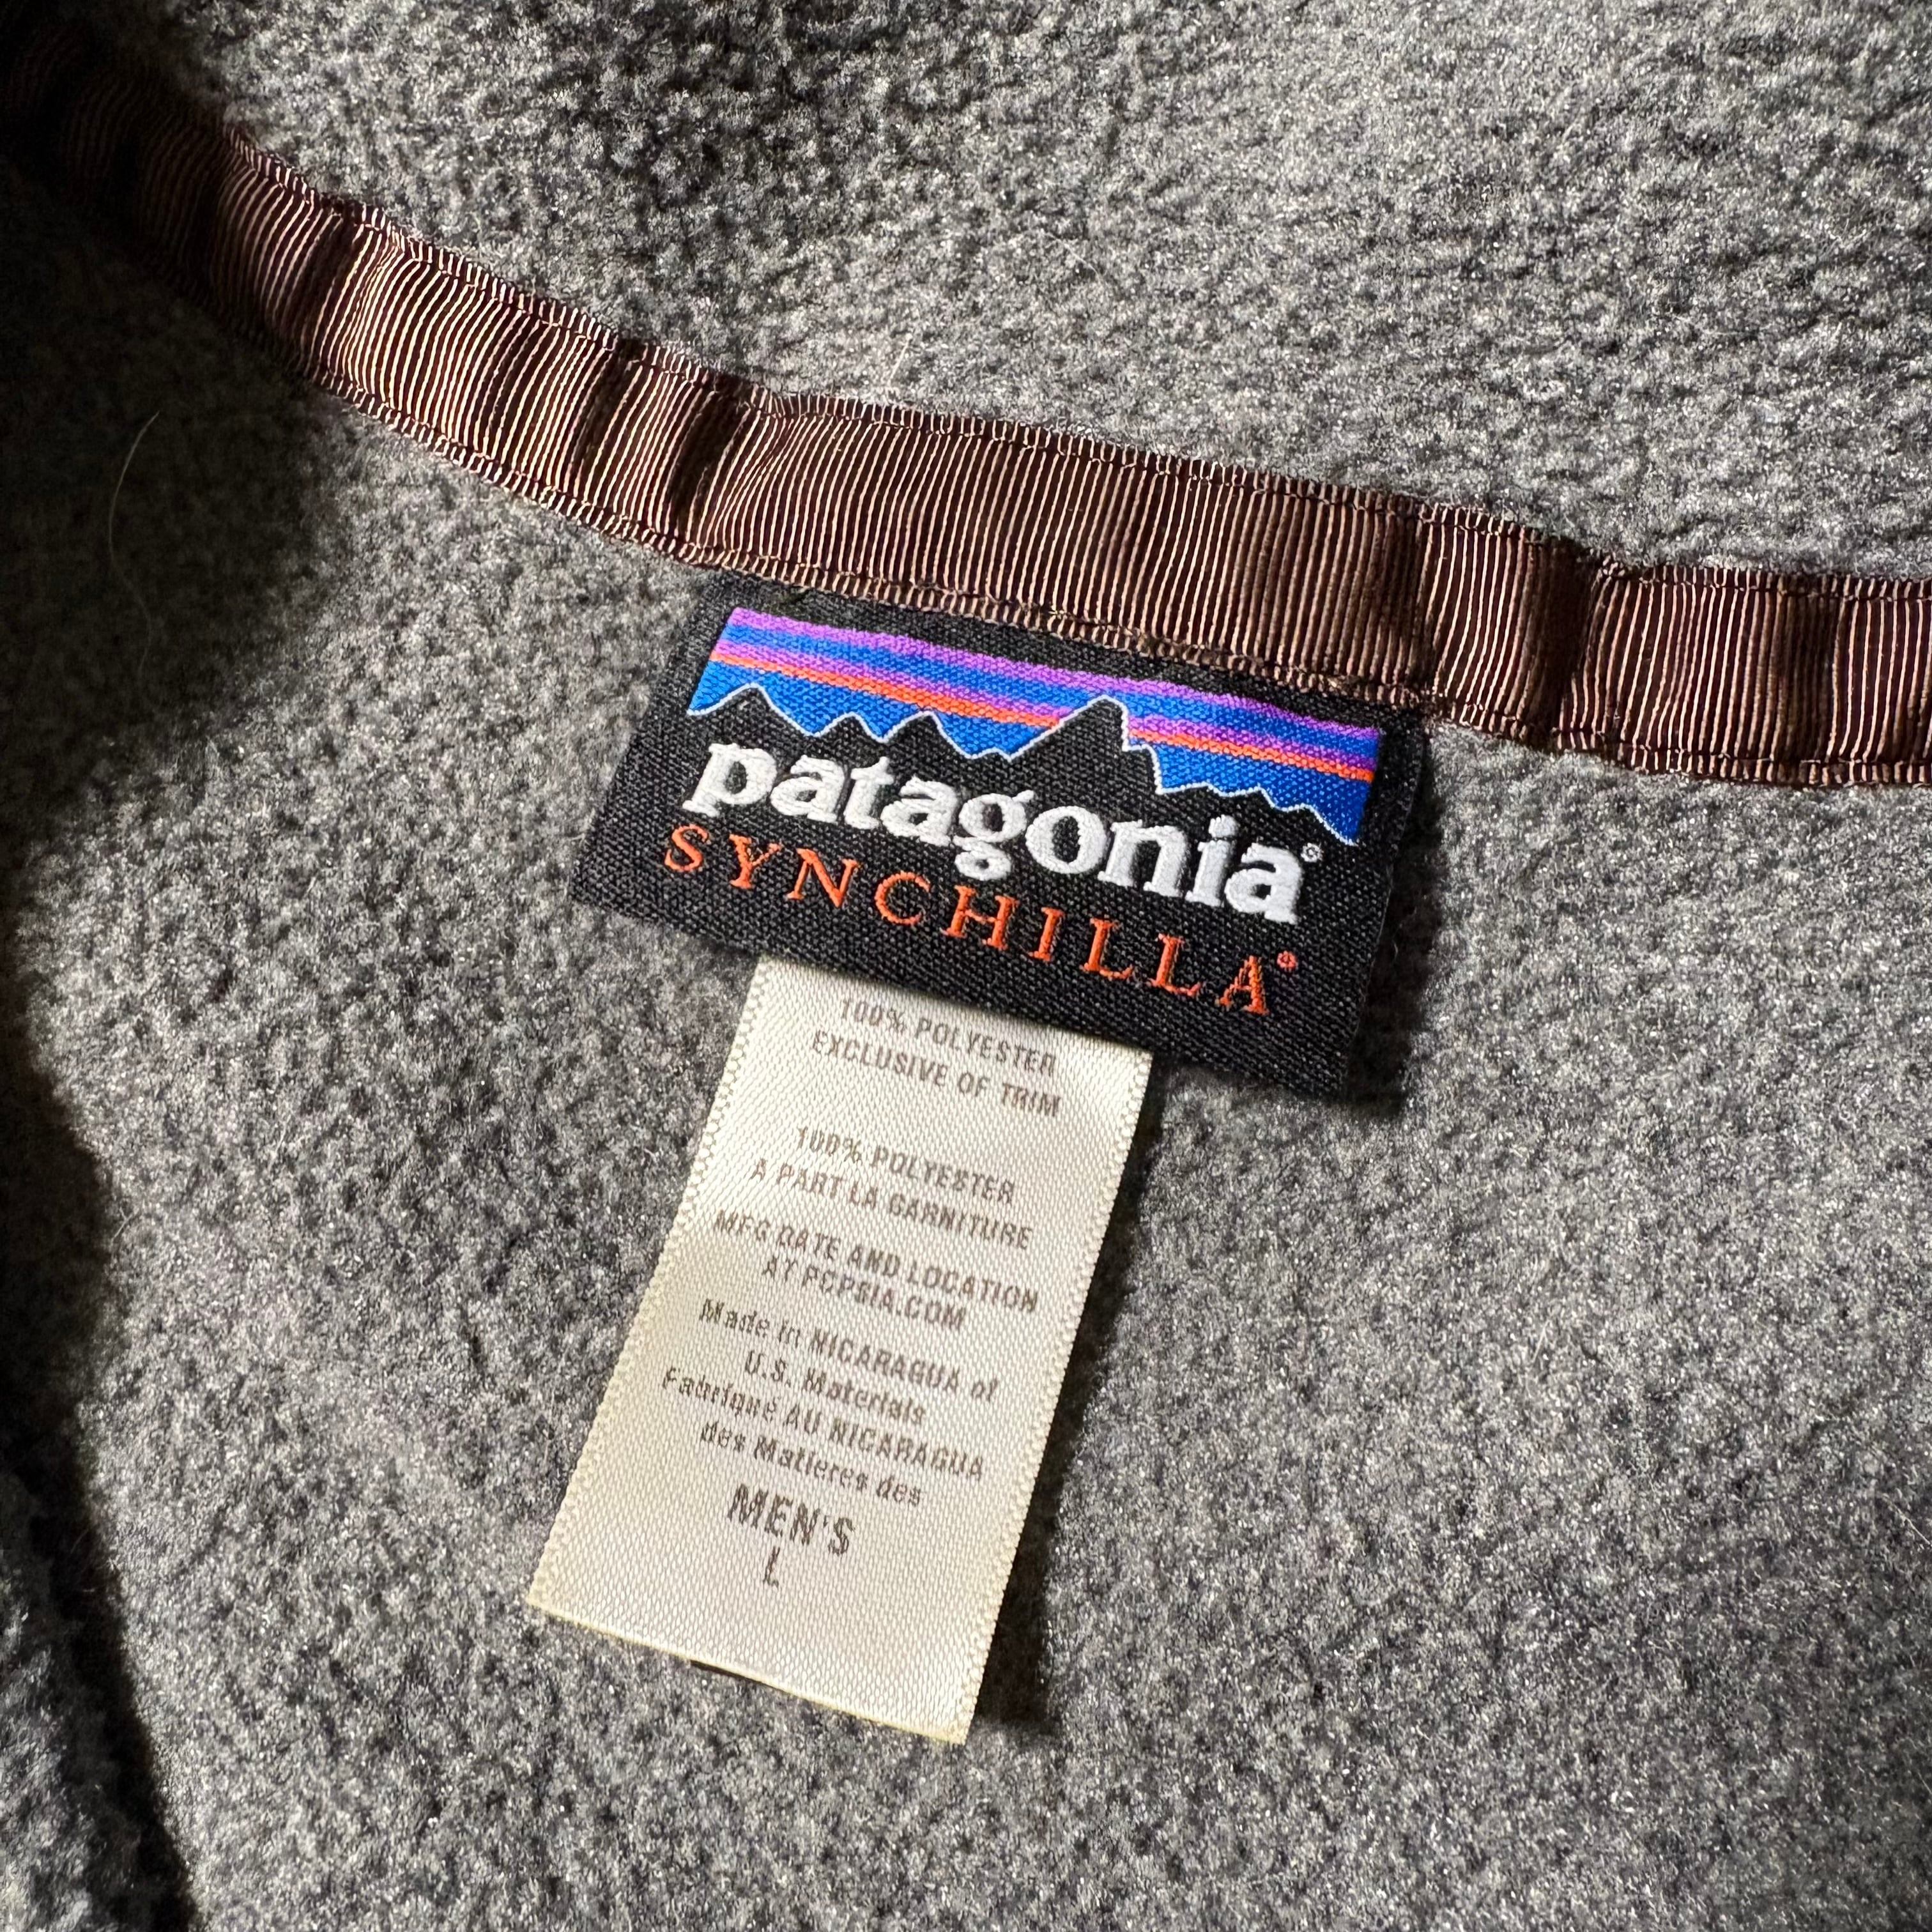 patagonia®
SYNCHILLA®
100% POLYESTER
EXCLUSIVE OF TRIM
100% POLYESTER
A PART LA GARNITURE
MFG DATE AND LOCATION
AT PCPSIA.COM
Made in NICARAGUA of
U.S. Materials
Fabriqué AU NICARAGUA
des Matieres des
MEN'S
L